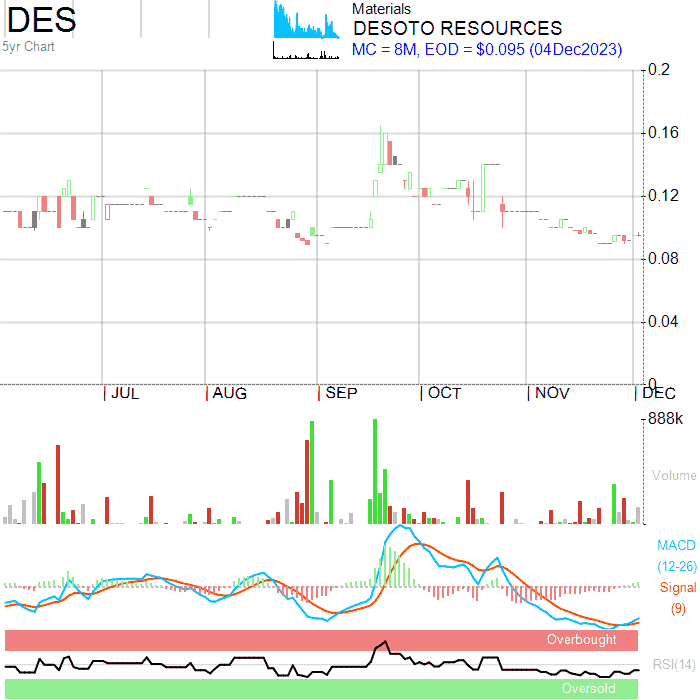 DES
5yr Chart
Materials
DESOTO RESOURCES
MC = 8M, EOD = $0.095 (04Dec2023)
0.2
0.16
0.12
0.08
0.04
0
JUL AUG SEP OCT NOV DEC
888k
Volume
MACD
(12-26)
Signal
(9)
Overbought
RSI(14)
Oversold